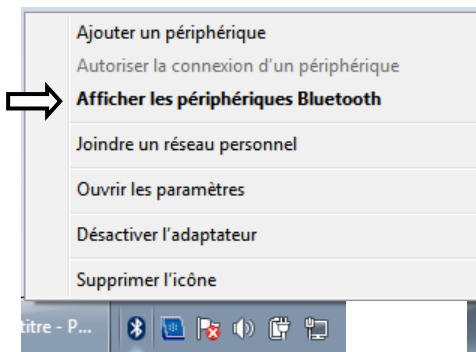 Ajouter un périphérique
Autoriser la connexion d'un périphérique
Afficher les périphériques Bluetooth
Joindre un réseau personnel
Ouvrir les paramètres
Désactiver l'adaptateur
Supprimer l'icône
titre - P...